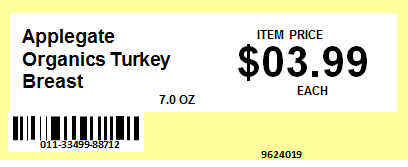 Applegate
Organics Turkey
Breast
7.0 OZ
ITEM PRICE
$03.99
EACH
011-33499-88712
9624019